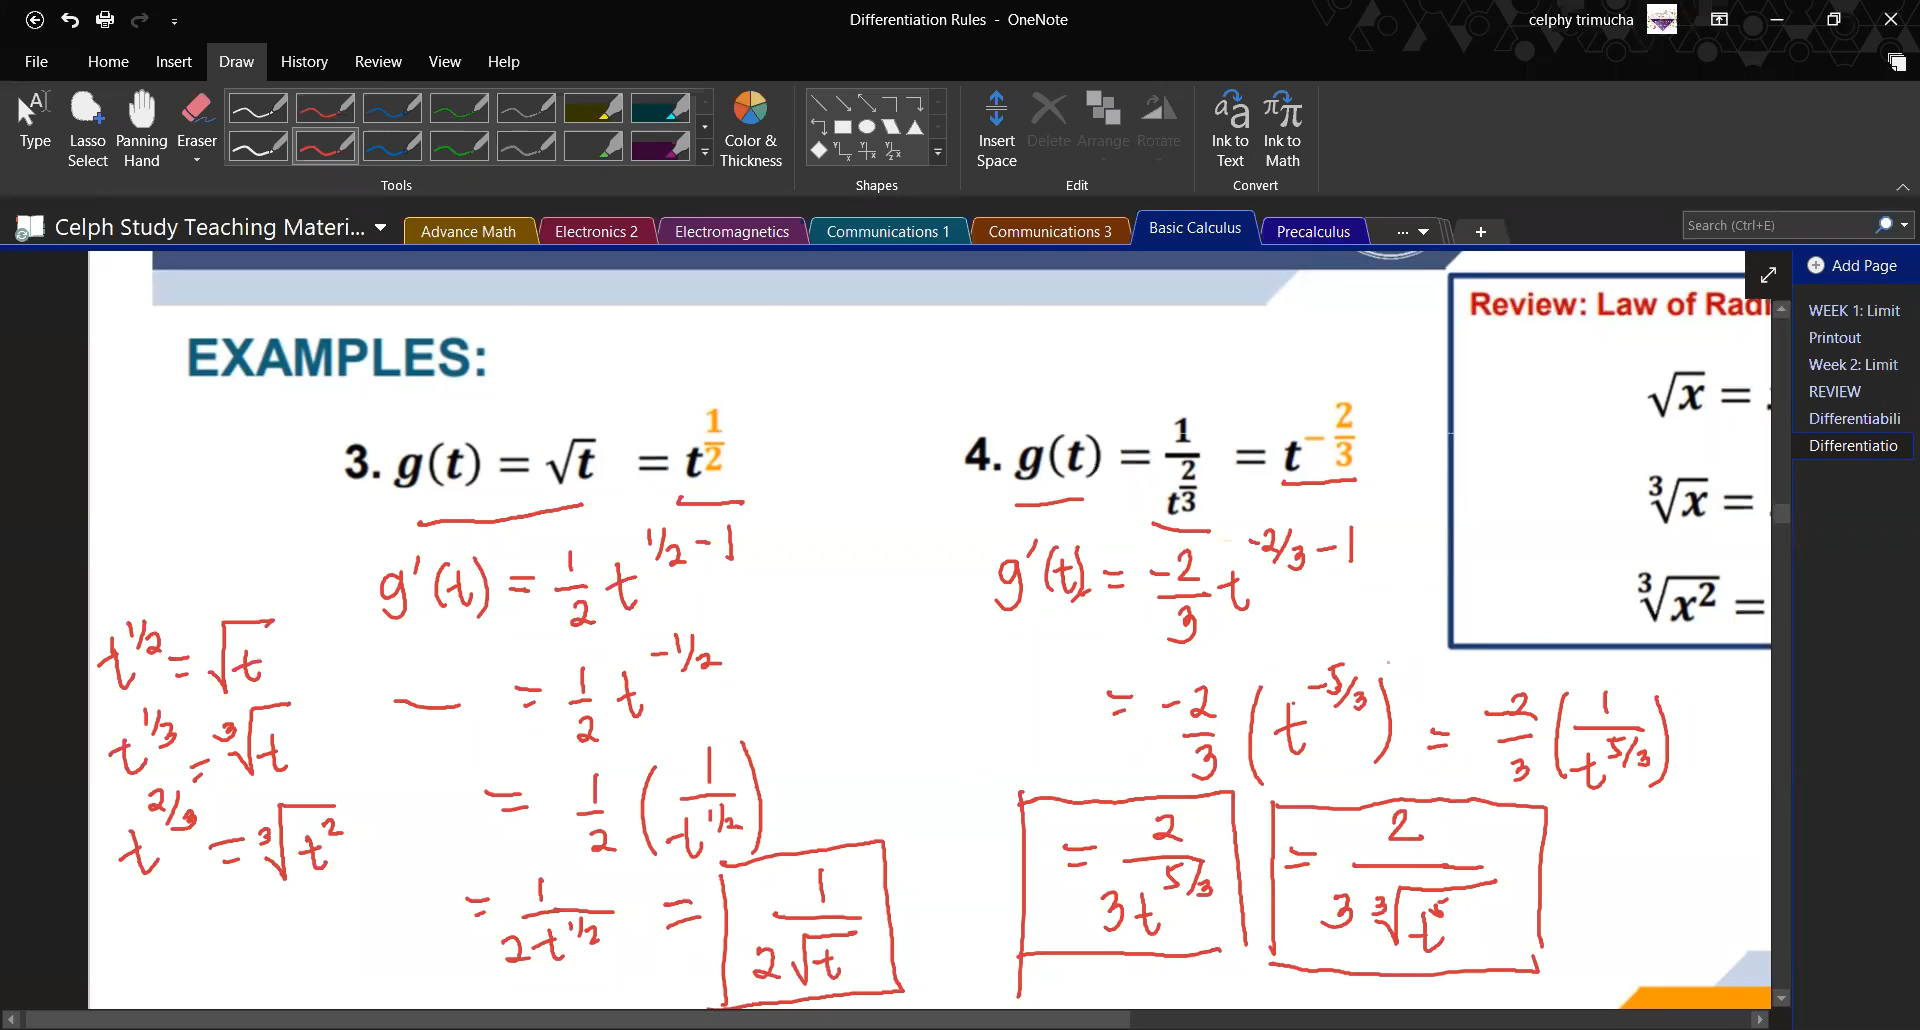 Differentiation Rules - OneNote
celphy trimucha
File Home Insert Draw History Review View Help
Type
Lasso Select
Panning Hand
Eraser
Color & Thickness
Insert Space
Delete
Arrange
Rotate
Ink to Text
Ink to Math
Tools
Shapes
Edit
Convert
Celph Study Teaching Materi...
Advance Math
Electronics 2
Electromagnetics
Communications 1
Communications 3
Basic Calculus
Precalculus
...
+
Search (Ctrl+E)
Add Page
WEEK 1: Limit
Printout
Week 2: Limit
REVIEW
Differentiabili
Differentiatio
EXAMPLES:
3. g(t) = √t = t^{1/2}
g'(t) = 1/2 t^{1/2 - 1}
= 1/2 t^{-1/2}
= 1/2 (1/t^{1/2})
= 1/(2t^{1/2}) = 1/(2√t)
t^{1/2} = √t
t^{1/3} = ∛t
t^{2/3} = ∛(t^2)
4. g(t) = 1/t^{2/3} = t^{-2/3}
g'(t) = -2/3 t^{-2/3 - 1}
= -2/3 (t^{-5/3}) = -2/3 (1/t^{5/3})
= 2/(3t^{5/3}) = 2/(3∛(t^5))
Review: Law of Radi
√x =
∛x =
∛(x^2) =